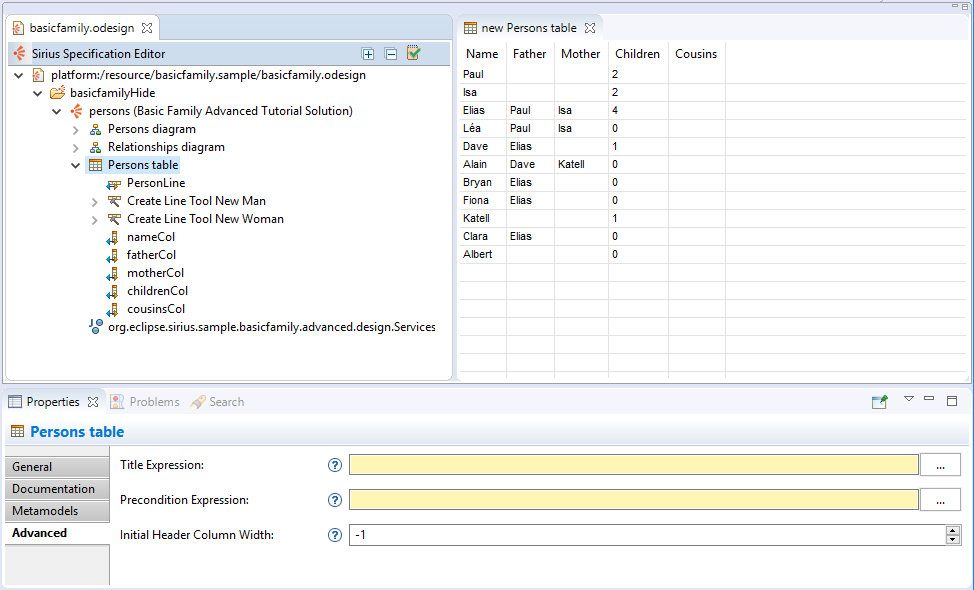 basicfamily.odesign
Sirius Specification Editor
platform:/resource/basicfamily.sample/basicfamily.odesign
basicfamilyHide
persons (Basic Family Advanced Tutorial Solution)
Persons diagram
Relationships diagram
Persons table
PersonLine
Create Line Tool New Man
Create Line Tool New Woman
nameCol
fatherCol
motherCol
childrenCol
cousinsCol
org.eclipse.sirius.sample.basicfamily.advanced.design.Services
new Persons table
Name Father Mother Children Cousins
Paul 2
Isa 2
Elias Paul Isa 4
Léa Paul Isa 0
Dave Elias 1
Alain Dave Katell 0
Bryan Elias 0
Fiona Elias 0
Katell 1
Clara Elias 0
Albert 0
Properties Problems Search
Persons table
General
Documentation
Metamodels
Advanced
Title Expression: ? ...
Precondition Expression: ? ...
Initial Header Column Width: ? -1